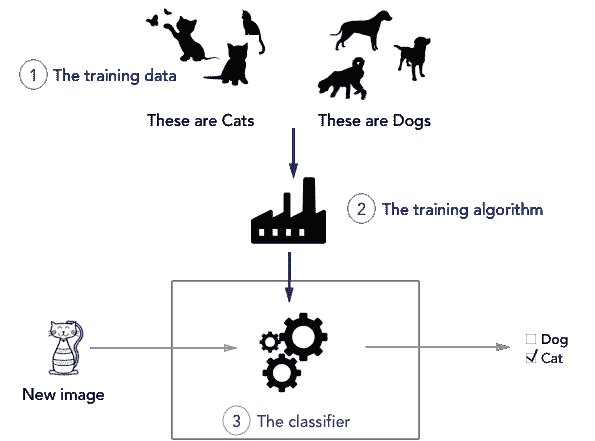 1 The training data
These are Cats
These are Dogs
2 The training algorithm
Dog
Cat
New image
3 The classifier